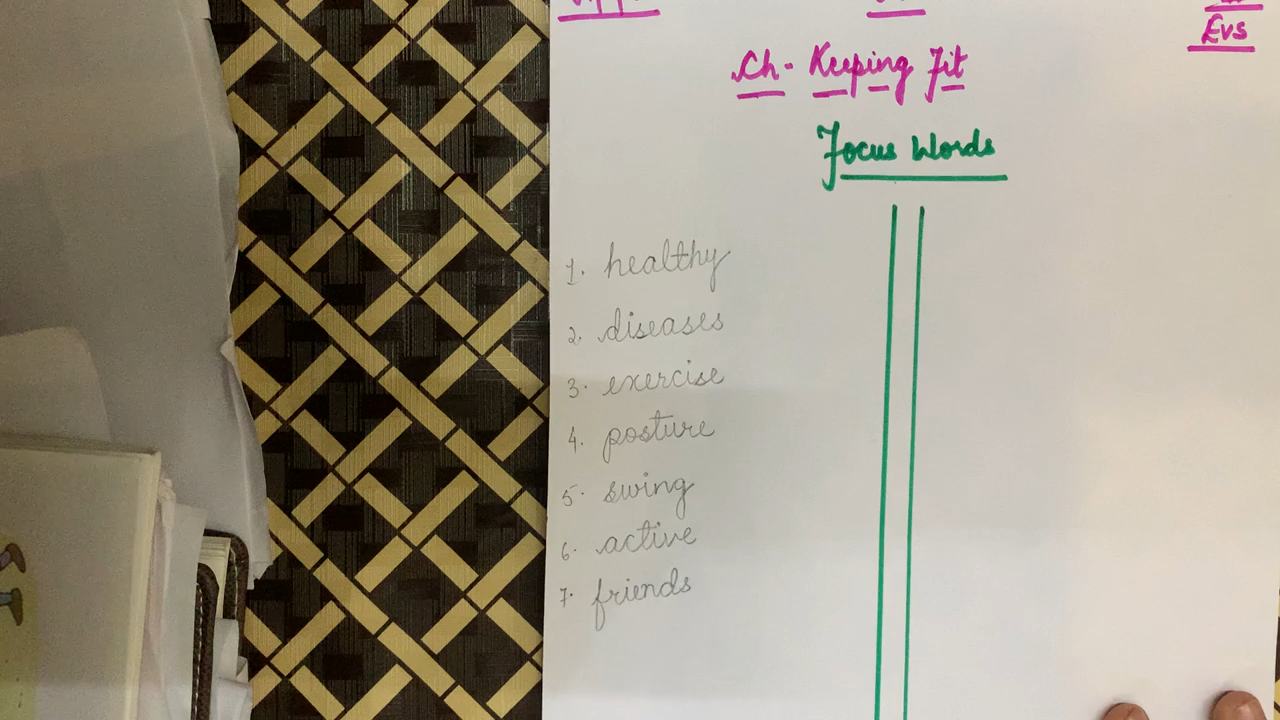 Evs
Ch- Keeping Fit
Focus Words
1. healthy
2. diseases
3. exercise
4. posture
5. swing
6. active
7. friends